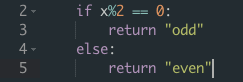 2 if x%2 == 0:
3 return "odd"
4 else:
5 return "even"